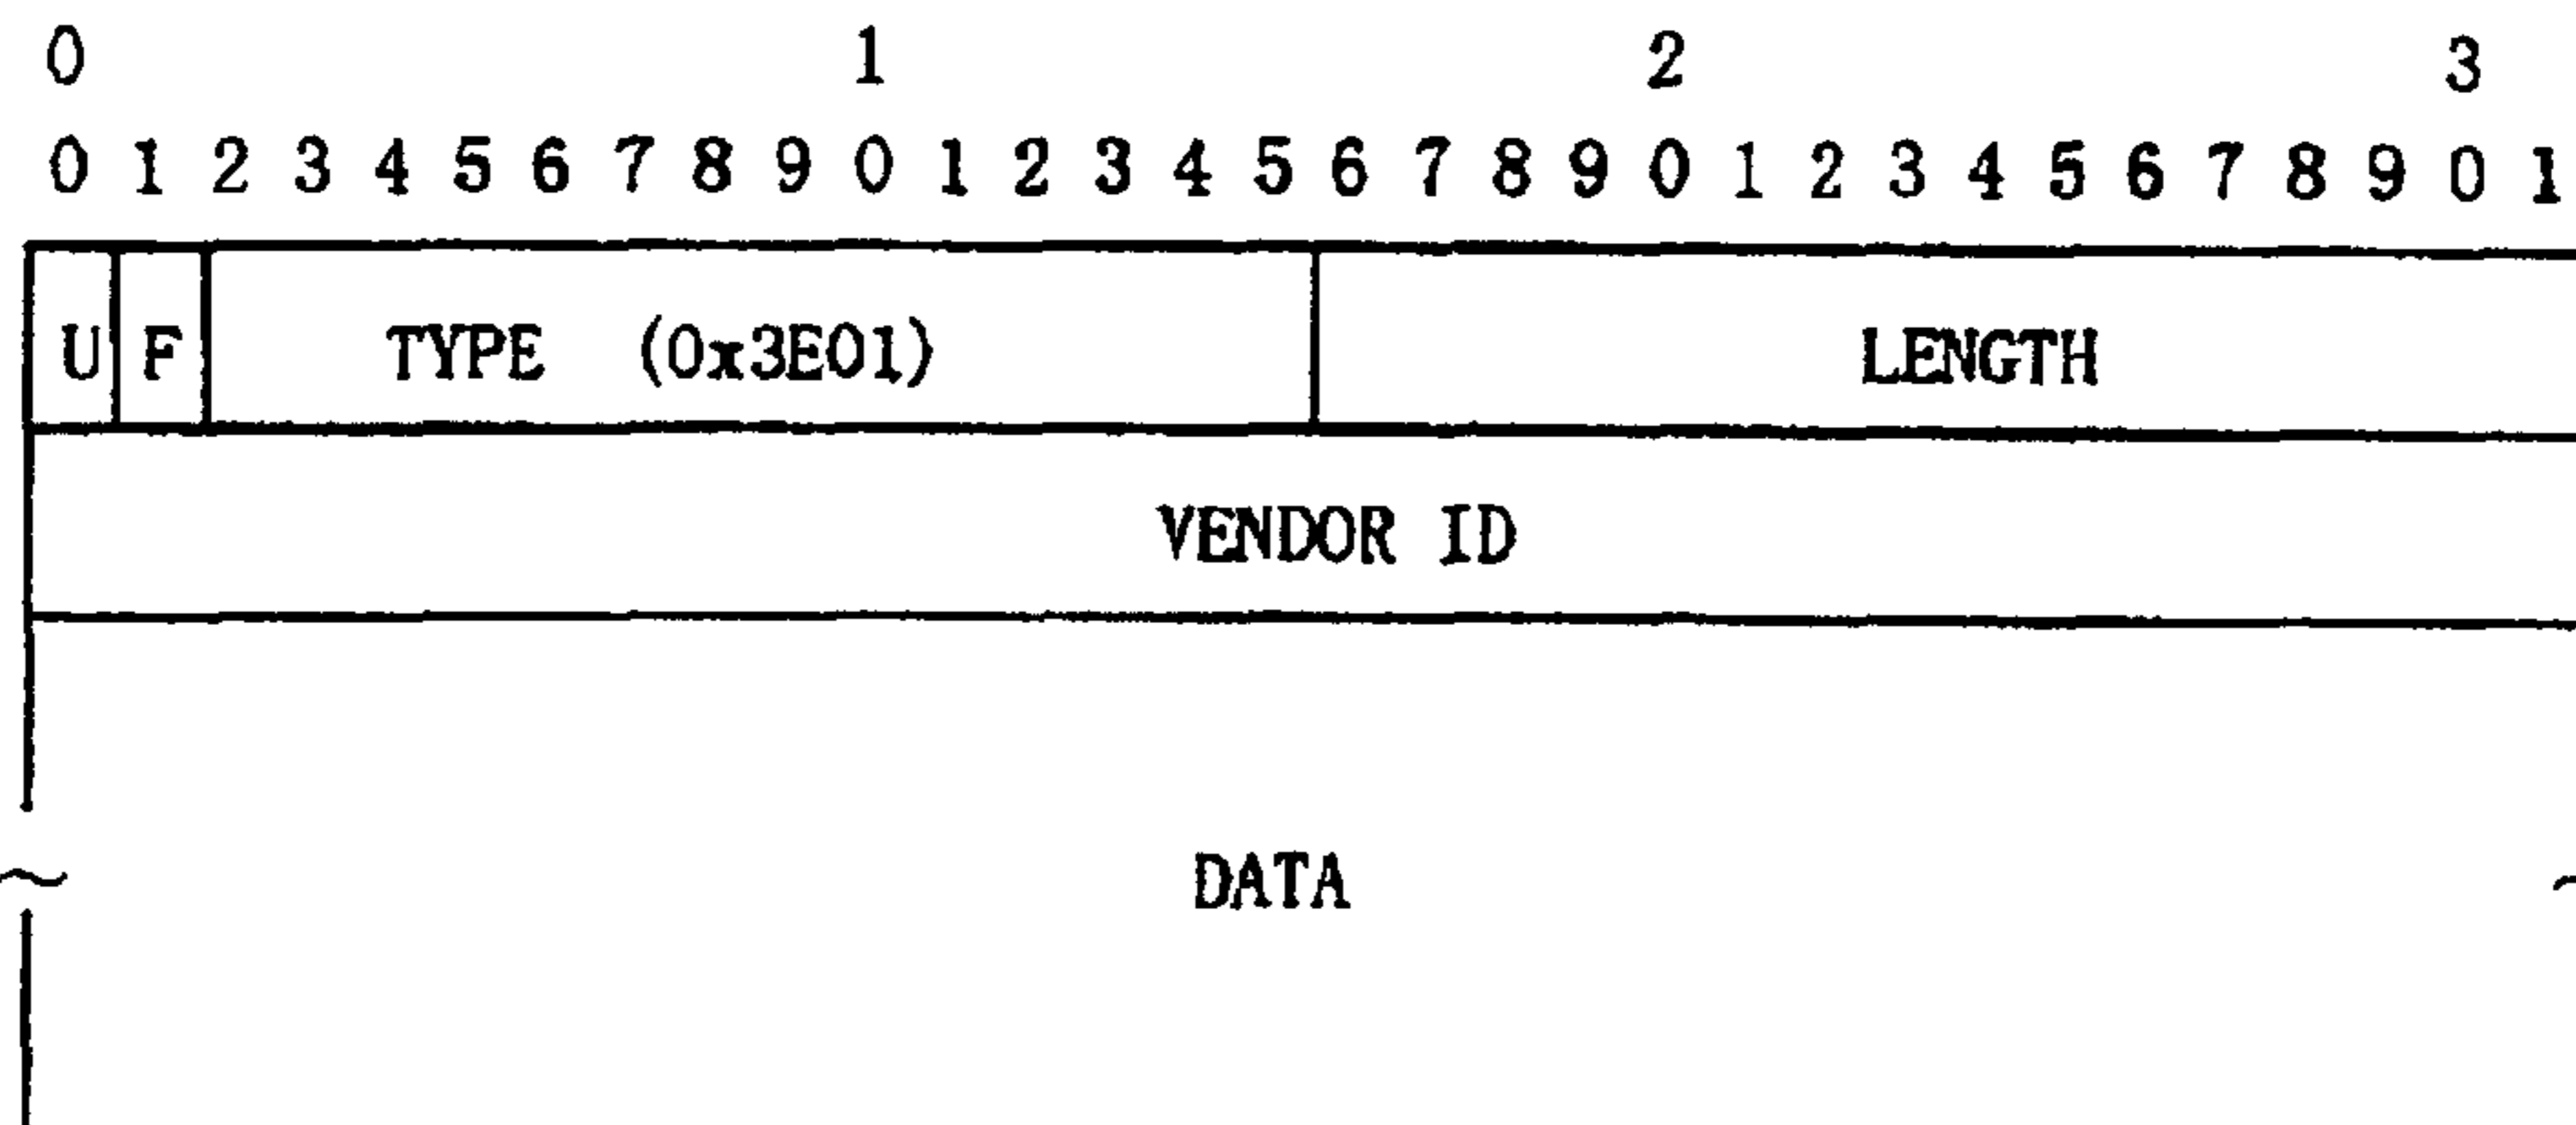 0 1 2 3
0 1 2 3 4 5 6 7 8 9 0 1 2 3 4 5 6 7 8 9 0 1 2 3 4 5 6 7 8 9 0 1
U F TYPE (0x3E01) LENGTH
VENDOR ID
~ DATA ~